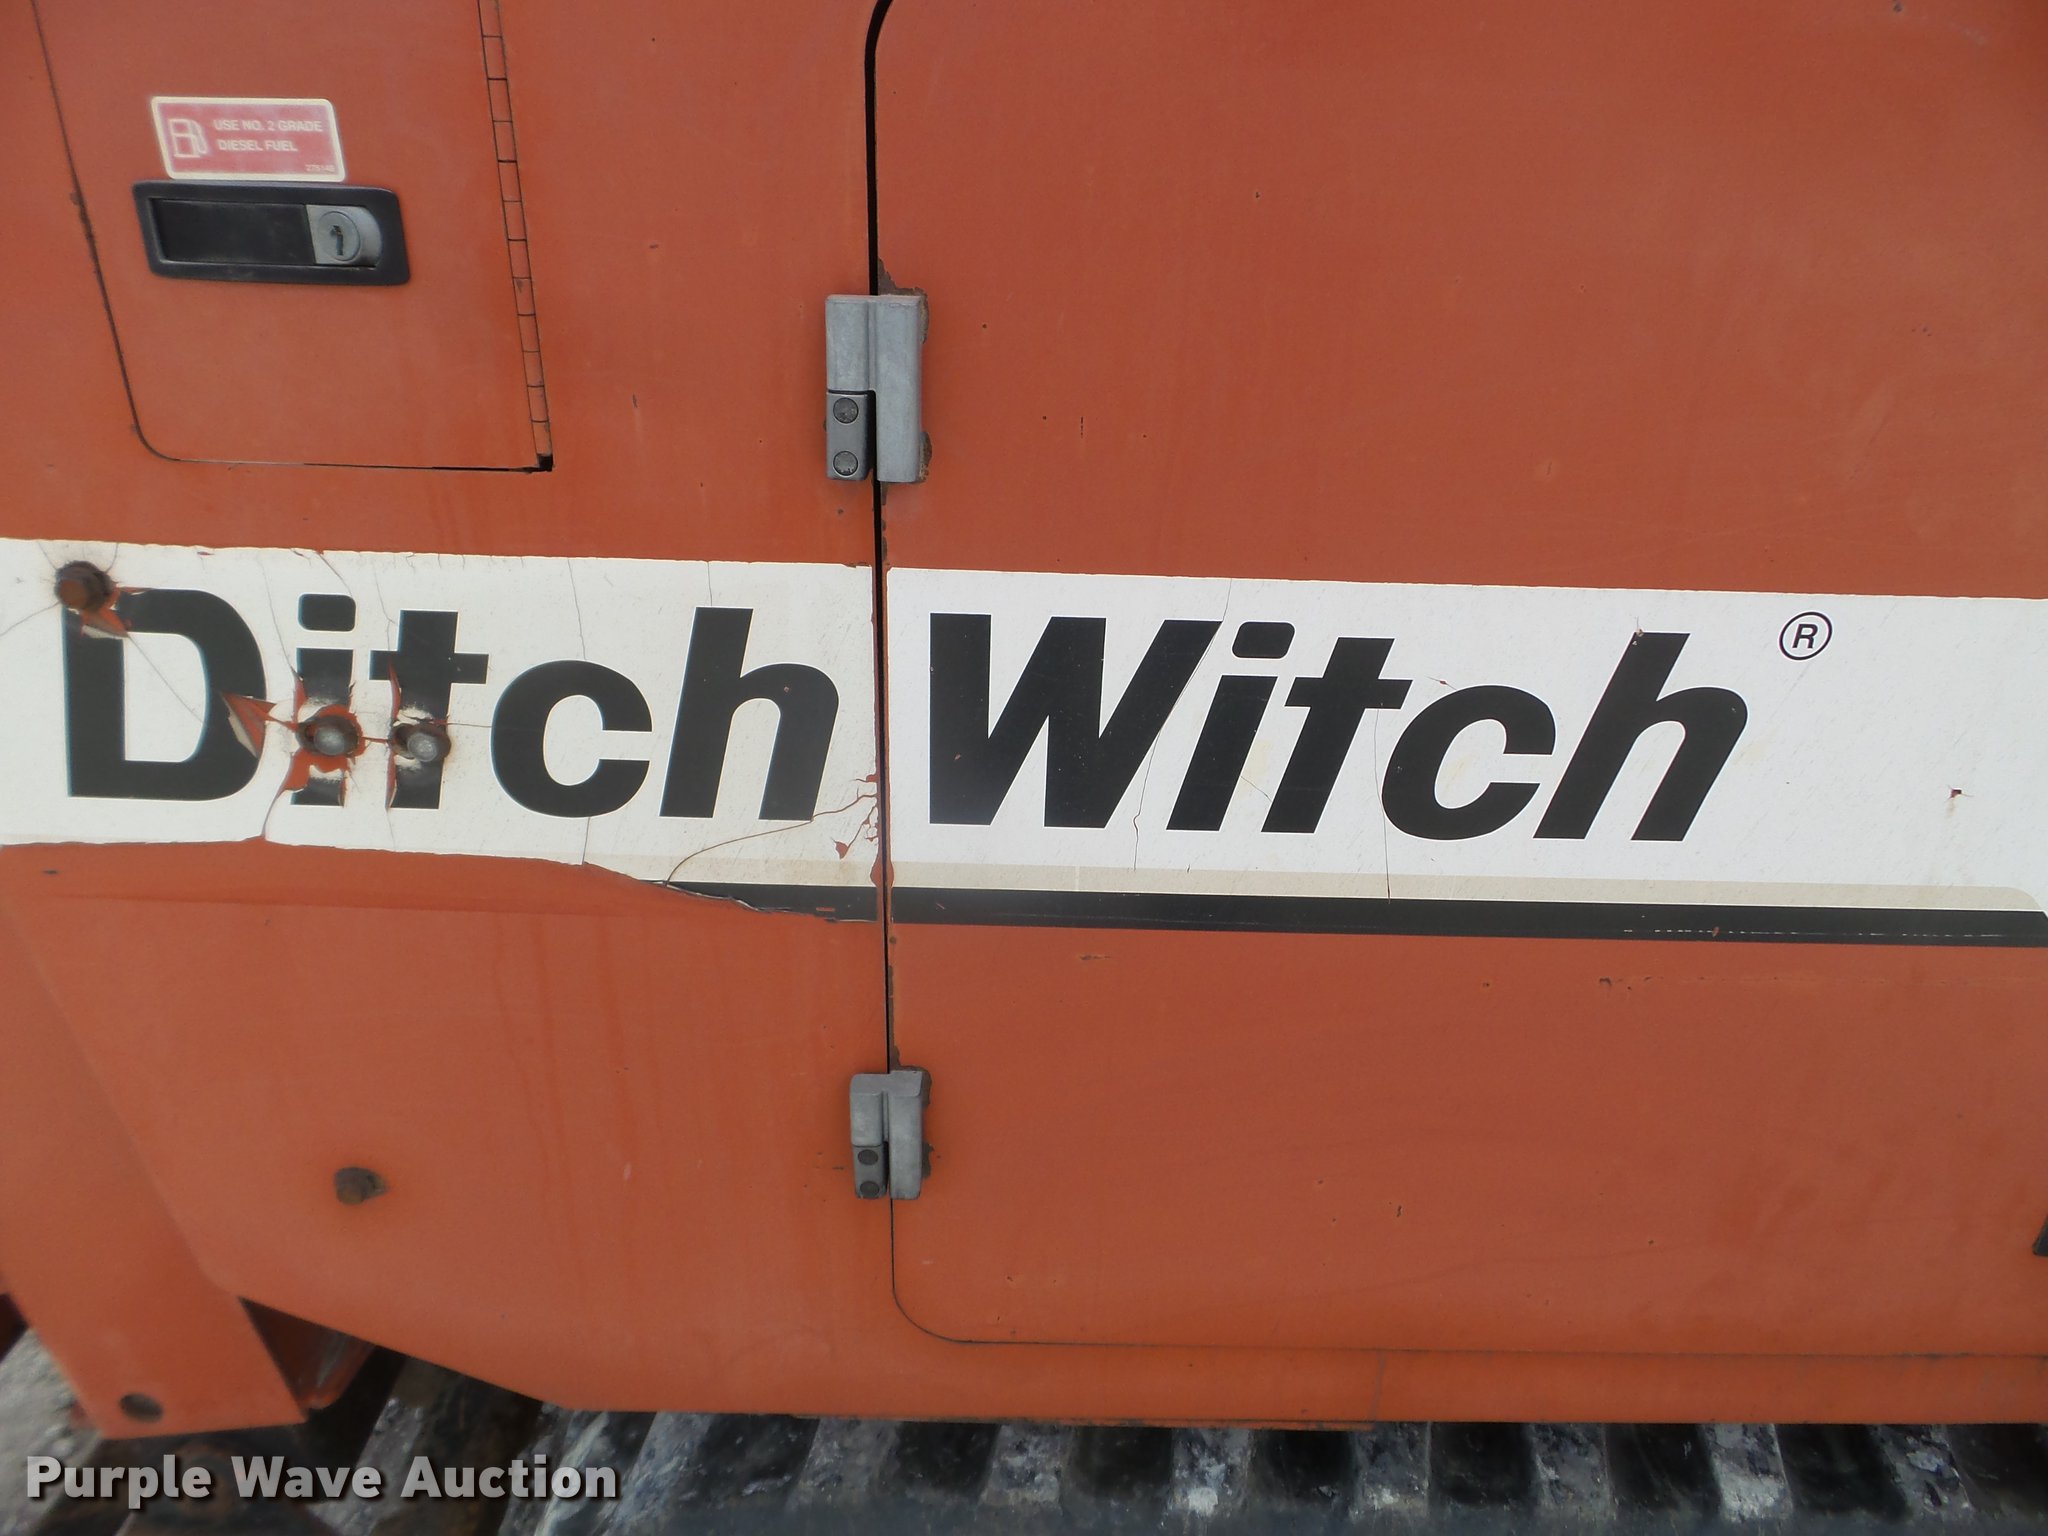 USE NO. 2 GRADE
DIESEL FUEL
Ditch Witch ®
Purple Wave Auction